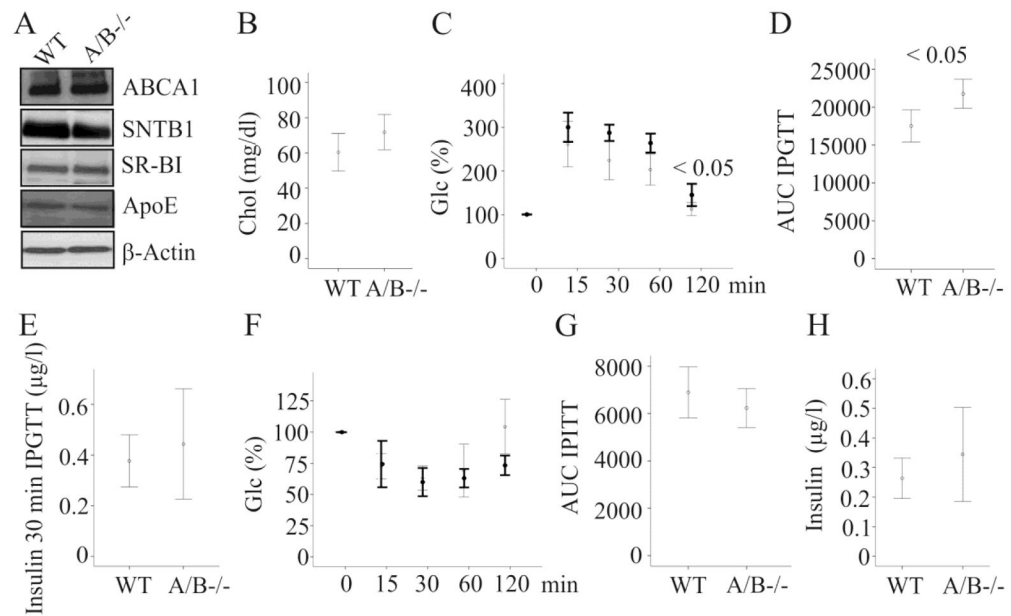 A
WT A/B-/-
ABCA1
SNTB1
SR-BI
ApoE
β-Actin
B
Chol (mg/dl)
100
80
60
40
20
0
WT A/B-/-
C
Glc (%)
400
300
200
100
0
< 0.05
0 15 30 60 120 min
D
AUC IPGTT
< 0.05
25000
20000
15000
10000
5000
0
WT A/B-/-
E
Insulin 30 min IPGTT (µg/l)
0.6
0.4
0.2
0
WT A/B-/-
F
Glc (%)
125
100
75
50
25
0
0 15 30 60 120 min
G
AUC IPITT
8000
6000
4000
2000
0
WT A/B-/-
H
Insulin (µg/l)
0.6
0.5
0.4
0.3
0.2
0.1
0
WT A/B-/-